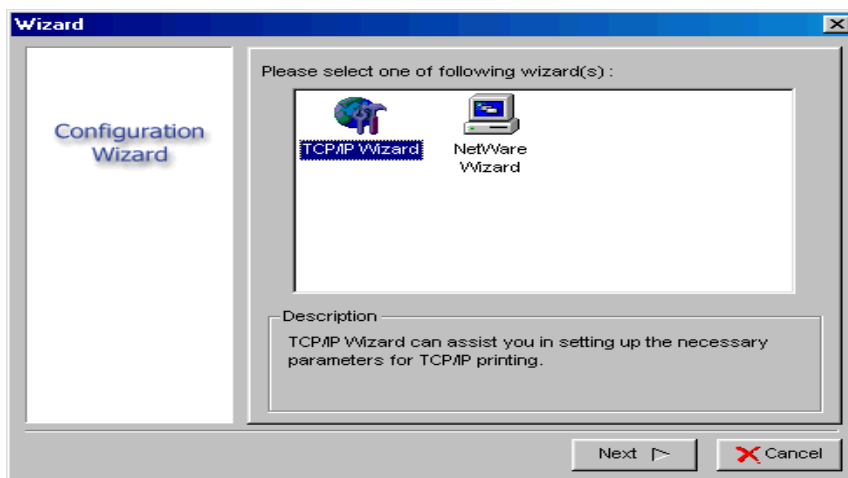 Wizard
Configuration
Wizard
Please select one of following wizard(s) :
TCP/IP Wizard
NetWare
Wizard
Description
TCP/IP Wizard can assist you in setting up the necessary
parameters for TCP/IP printing.
Next
Cancel